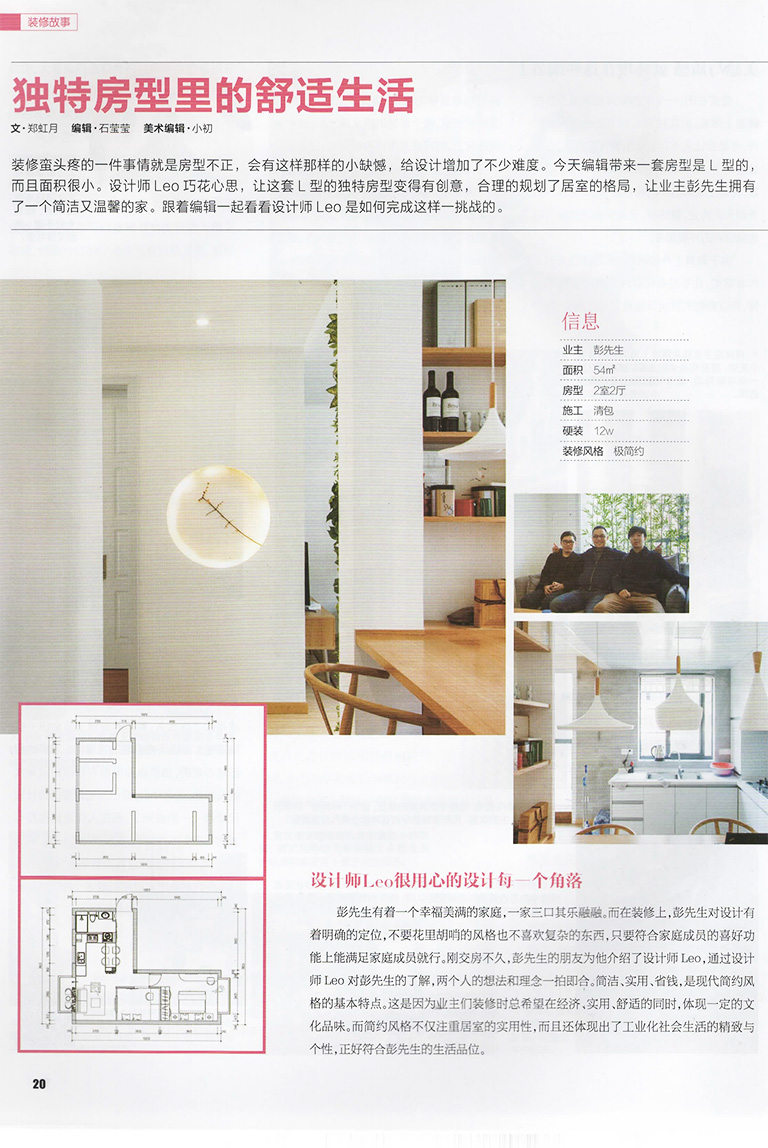 装修故事
独特房型里的舒适生活
文·郑虹月 编辑·石莹莹 美术编辑·小初
装修蛮头疼的一件事情就是房型不正，会有这样那样的小缺憾，给设计增加了不少难度。今天编辑带来一套房型是 L 型的，
而且面积很小。设计师 Leo 巧花心思，让这套 L 型的独特房型变得有创意，合理的规划了居室的格局，让业主彭先生拥有
了一个简洁又温馨的家。跟着编辑一起看看设计师 Leo 是如何完成这样一挑战的。
信息
业主 彭先生
面积 54㎡
房型 2室2厅
施工 清包
硬装 12w
装修风格 极简约
设计师Leo很用心的设计每一个角落
彭先生有着一个幸福美满的家庭，一家三口其乐融融。而在装修上，彭先生对设计有
着明确的定位，不要花里胡哨的风格也不喜欢复杂的东西，只要符合家庭成员的喜好功
能上能满足家庭成员就行。刚交房不久，彭先生的朋友为他介绍了设计师 Leo，通过设计
师 Leo 对彭先生的了解，两个人的想法和理念一拍即合。简洁、实用、省钱，是现代简约风
格的基本特点。这是因为业主们装修时总希望在经济、实用、舒适的同时，体现一定的文
化品味。而简约风格不仅注重居室的实用性，而且还体现出了工业化社会生活的精致与
个性，正好符合彭先生的生活品位。
20